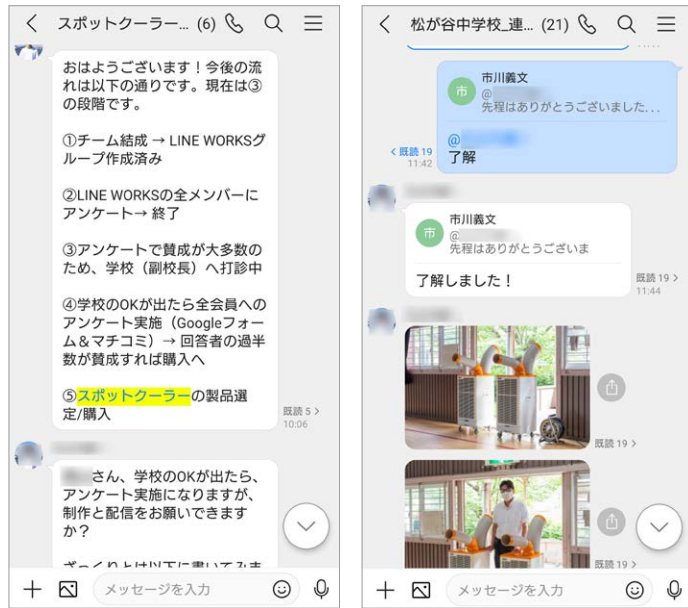 スポットクーラー... (6)
おはようございます！今後の流
れは以下の通りです。現在は③
の段階です。
①チーム結成 → LINE WORKSグ
ループ作成済み
②LINE WORKSの全メンバーに
アンケート→ 終了
③アンケートで賛成が大多数の
ため、学校（副校長）へ打診中
④学校のOKが出たら全会員への
アンケート実施（Googleフォー
ム＆マチコミ）→ 回答者の過半
数が賛成すれば購入へ
⑤スポットクーラーの製品選
定/購入
既読 5
10:06
さん、学校のOKが出たら、
アンケート実施になりますが、
制作と配信をお願いできます
か？
ざっくりとは以下に書いてみま
メッセージを入力
松が谷中学校_連... (21)
市
市川義文
@
先程はありがとうございました...
@
了解
既読 19
11:42
市
市川義文
@
先程はありがとうございま
了解しました！
既読 19
11:44
既読 19
既読 19
メッセージを入力